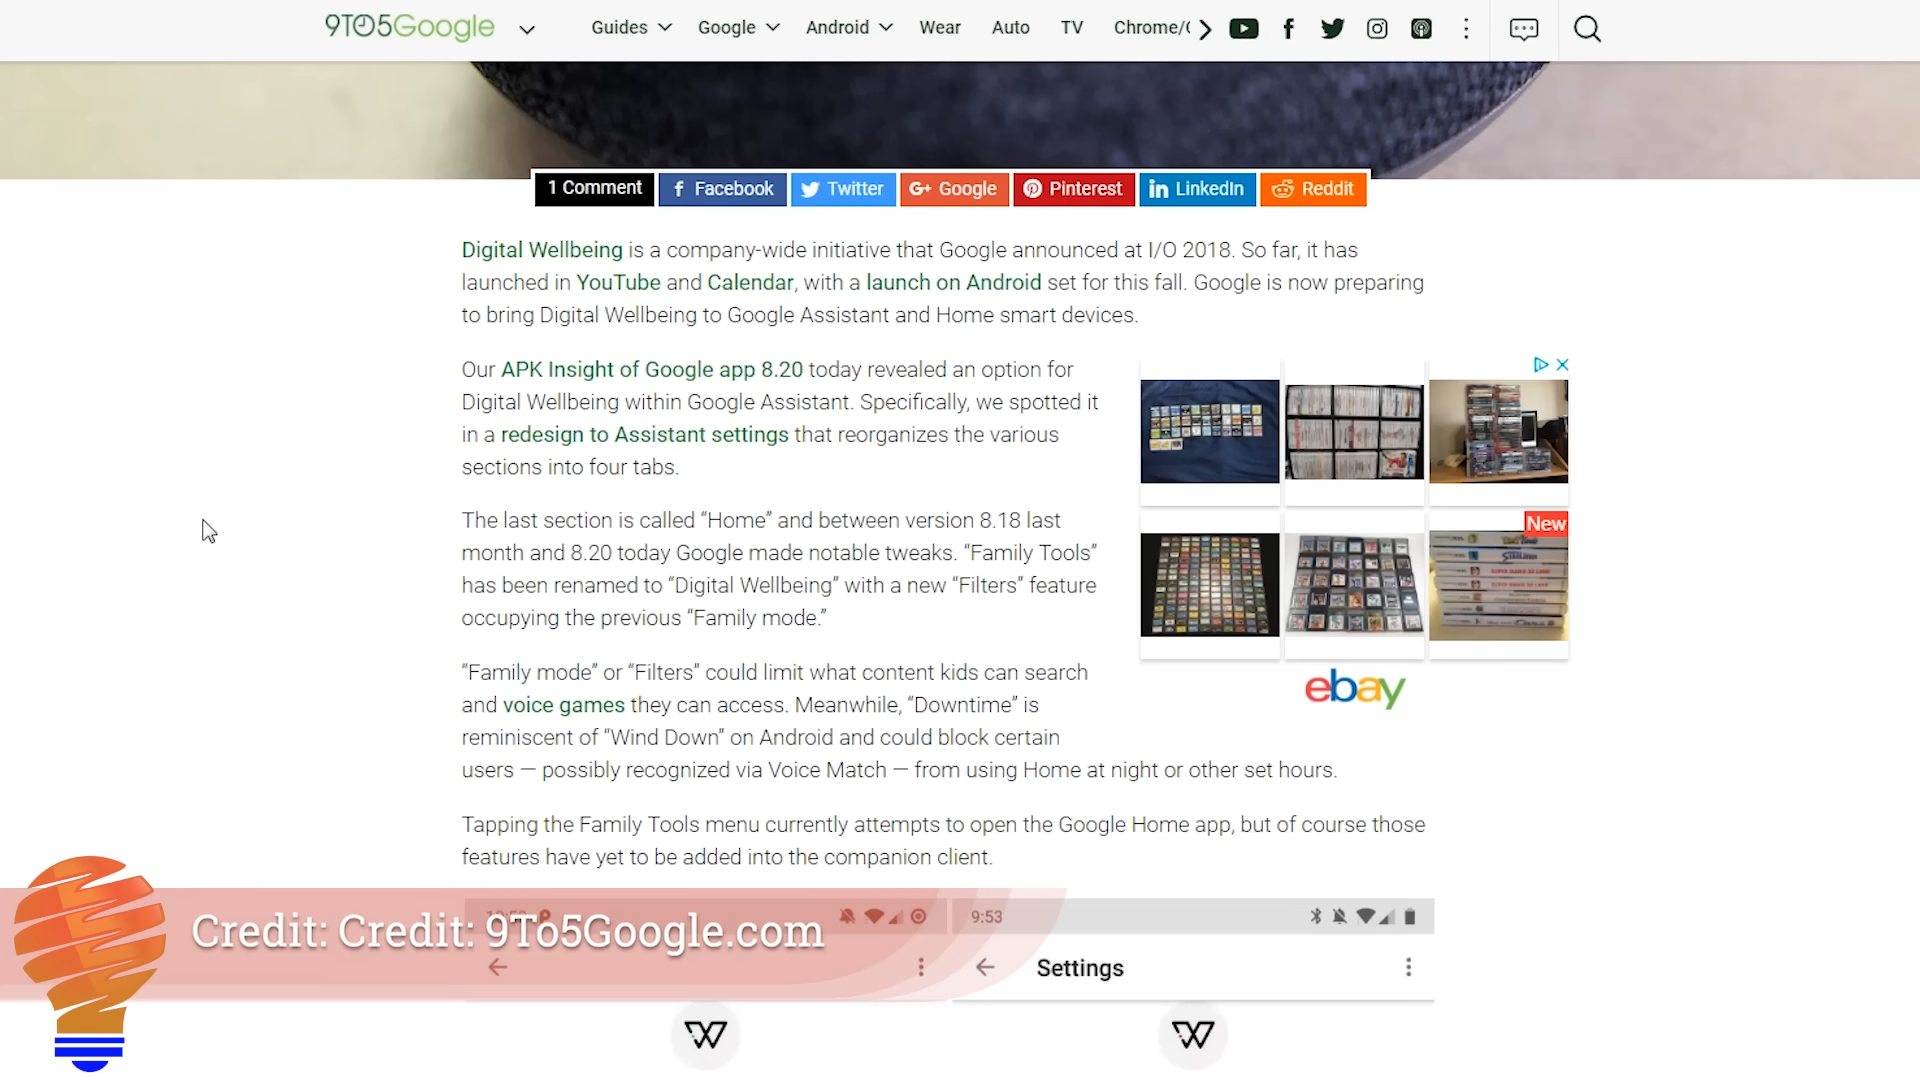 9TO5Google
Guides
Google
Android
Wear
Auto
TV
Chrome/
1 Comment
Facebook
Twitter
G+ Google
Pinterest
in LinkedIn
Reddit
Digital Wellbeing is a company-wide initiative that Google announced at I/O 2018. So far, it has
launched in YouTube and Calendar, with a launch on Android set for this fall. Google is now preparing
to bring Digital Wellbeing to Google Assistant and Home smart devices.
Our APK Insight of Google app 8.20 today revealed an option for
Digital Wellbeing within Google Assistant. Specifically, we spotted it
in a redesign to Assistant settings that reorganizes the various
sections into four tabs.
The last section is called “Home” and between version 8.18 last
month and 8.20 today Google made notable tweaks. “Family Tools”
has been renamed to “Digital Wellbeing” with a new “Filters” feature
occupying the previous “Family mode.”
“Family mode” or “Filters” could limit what content kids can search
and voice games they can access. Meanwhile, “Downtime” is
reminiscent of “Wind Down” on Android and could block certain
users — possibly recognized via Voice Match — from using Home at night or other set hours.
Tapping the Family Tools menu currently attempts to open the Google Home app, but of course those
features have yet to be added into the companion client.
New
ebay
Credit: Credit: 9To5Google.com
9:53
Settings
W
W